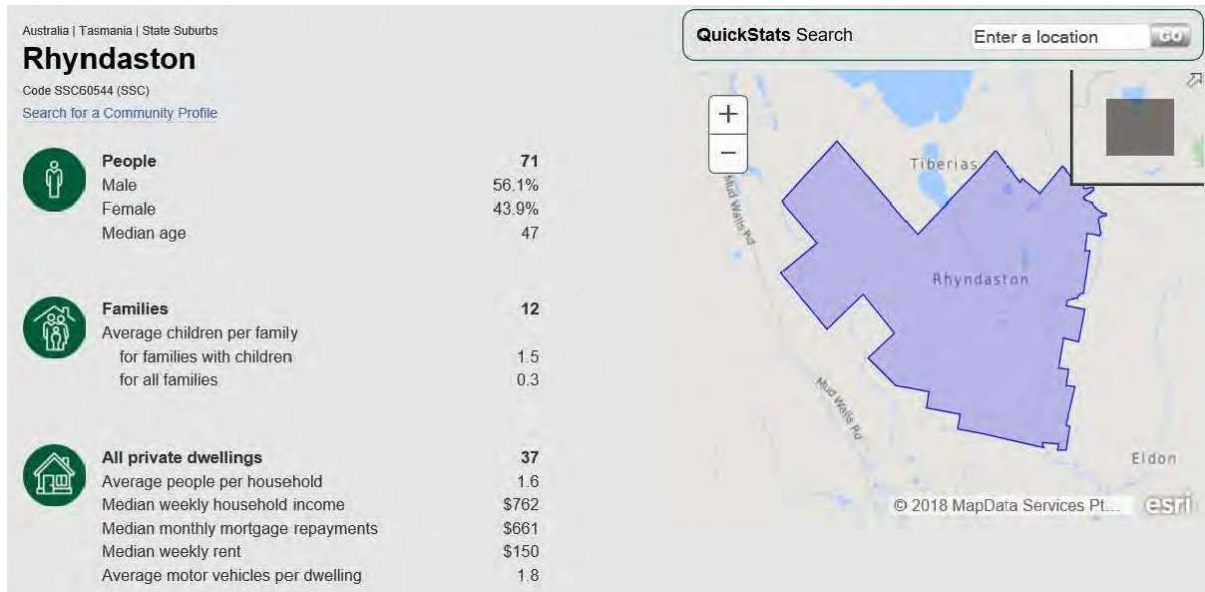 Australia | Tasmania | State Suburbs
Rhyndaston
Code SSC60544 (SSC)
Search for a Community Profile
People 71
Male 56.1%
Female 43.9%
Median age 47
Families 12
Average children per family
for families with children 1.5
for all families 0.3
All private dwellings 37
Average people per household 1.6
Median weekly household income $762
Median monthly mortgage repayments $661
Median weekly rent $150
Average motor vehicles per dwelling 1.8
QuickStats Search
Enter a location GO
+
−
Tiberias
Mud Walls Rd
Rhyndaston
Mud Walls Rd
Eldon
© 2018 MapData Services Pt... esri